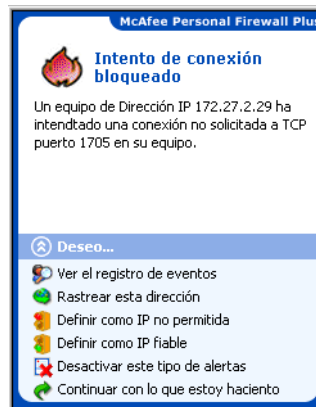 McAfee Personal Firewall Plus
Intento de conexión
bloqueado
Un equipo de Dirección IP 172.27.2.29 ha
intendtado una conexión no solicitada a TCP
puerto 1705 en su equipo.
Deseo...
Ver el registro de eventos
Rastrear esta dirección
Definir como IP no permitida
Definir como IP fiable
Desactivar este tipo de alertas
Continuar con lo que estoy haciento